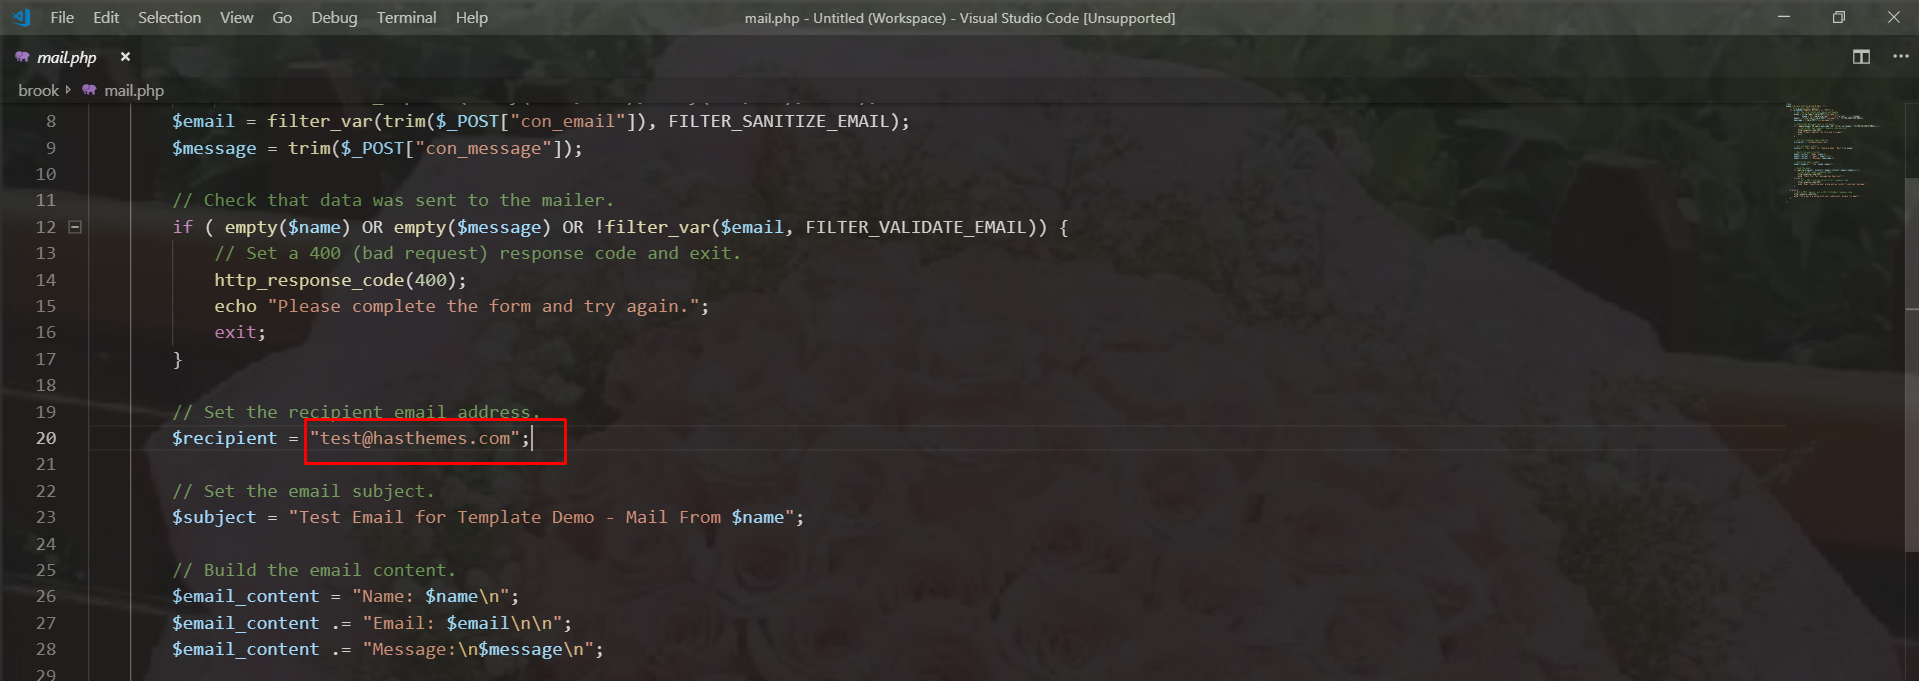 File Edit Selection View Go Debug Terminal Help
mail.php - Untitled (Workspace) - Visual Studio Code [Unsupported]
mail.php
brook mail.php
8 $email = filter_var(trim($_POST["con_email"]), FILTER_SANITIZE_EMAIL);
9 $message = trim($_POST["con_message"]);
10
11 // Check that data was sent to the mailer.
12 if ( empty($name) OR empty($message) OR !filter_var($email, FILTER_VALIDATE_EMAIL)) {
13 // Set a 400 (bad request) response code and exit.
14 http_response_code(400);
15 echo "Please complete the form and try again.";
16 exit;
17 }
18
19 // Set the recipient email address.
20 $recipient = "test@hasthemes.com";
21
22 // Set the email subject.
23 $subject = "Test Email for Template Demo - Mail From $name";
24
25 // Build the email content.
26 $email_content = "Name: $name\n";
27 $email_content .= "Email: $email\n\n";
28 $email_content .= "Message:\n$message\n";
29